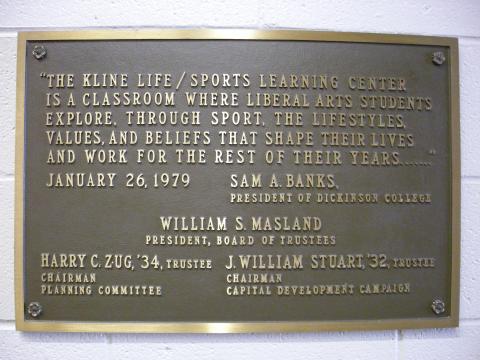 "THE KLINE LIFE/SPORTS LEARNING CENTER
IS A CLASSROOM WHERE LIBERAL ARTS STUDENTS
EXPLORE, THROUGH SPORT, THE LIFESTYLES,
VALUES, AND BELIEFS THAT SHAPE THEIR LIVES
AND WORK FOR THE REST OF THEIR YEARS......."
JANUARY 26, 1979 SAM A. BANKS,
PRESIDENT OF DICKINSON COLLEGE
WILLIAM S. MASLAND
PRESIDENT, BOARD OF TRUSTEES
HARRY C. ZUG, '34, TRUSTEE
CHAIRMAN
PLANNING COMMITTEE
J. WILLIAM STUART, '32, TRUSTEE
CHAIRMAN
CAPITAL DEVELOPMENT CAMPAIGN